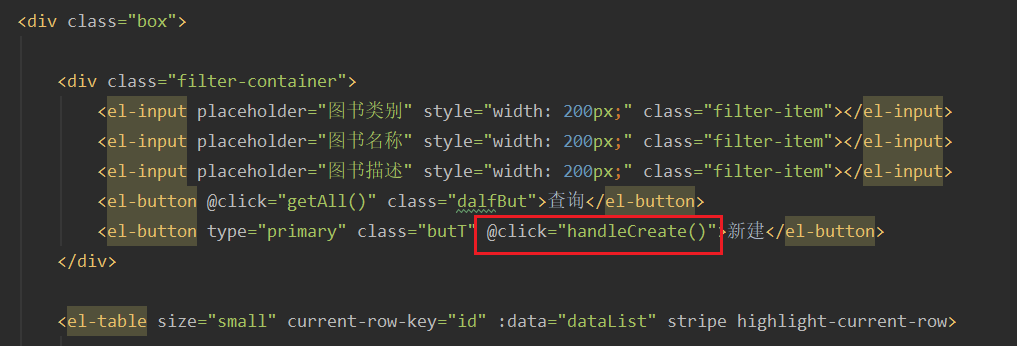 <div class="box">
<div class="filter-container">
<el-input placeholder="图书类别" style="width: 200px;" class="filter-item"></el-input>
<el-input placeholder="图书名称" style="width: 200px;" class="filter-item"></el-input>
<el-input placeholder="图书描述" style="width: 200px;" class="filter-item"></el-input>
<el-button @click="getAll()" class="dalfBut">查询</el-button>
<el-button type="primary" class="butT" @click="handleCreate()">新建</el-button>
</div>
<el-table size="small" current-row-key="id" :data="dataList" stripe highlight-current-row>